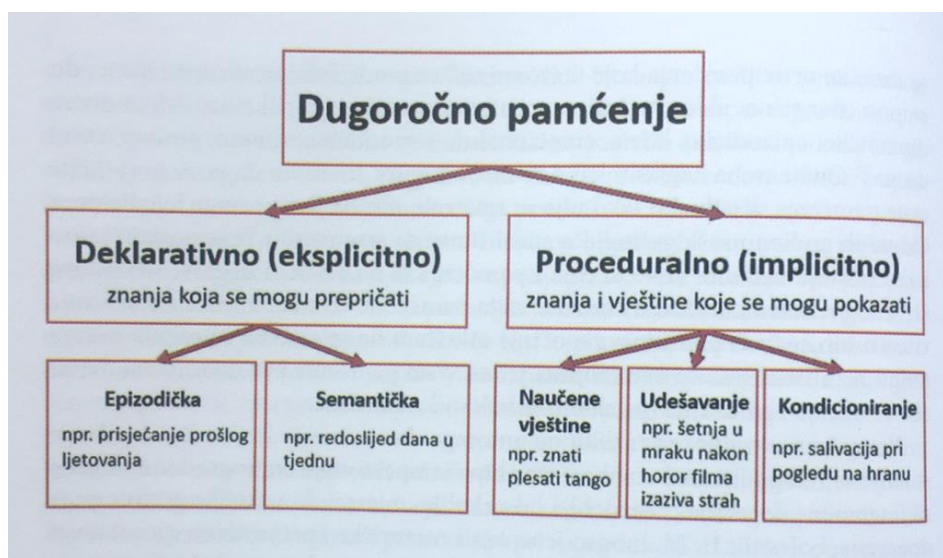 Dugoročno pamćenje
Deklarativno (eksplicitno)
znanja koja se mogu prepričati
Proceduralno (implicitno)
znanja i vještine koje se mogu pokazati
Epizodička
npr. prisjećanje prošlog
ljetovanja
Semantička
npr. redoslijed dana u
tjednu
Naučene
vještine
npr. znati
plesati tango
Udešavanje
npr. šetnja u
mraku nakon
horor filma
izaziva strah
Kondicioniranje
npr. salivacija pri
pogledu na hranu